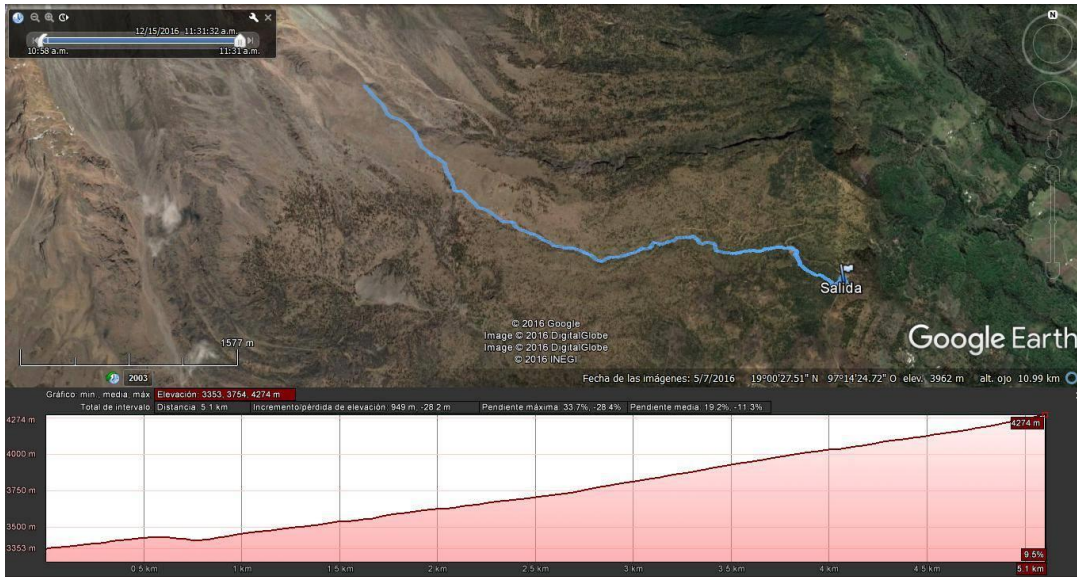 12/15/2016 11:31:32 a.m.
10:58 a.m. 11:31 a.m.
N
Salida
© 2016 Google
Image © 2016 DigitalGlobe
Image © 2016 DigitalGlobe
© 2016 INEGI
Google Earth
1577 m
2003
Fecha de las imágenes: 5/7/2016 19°00'27.51" N 97°14'24.72" O elev. 3962 m alt. ojo 10.99 km
Gráfico: mín., media, máx Elevación: 3353, 3754, 4274 m
Total de intervalo: Distancia: 5.1 km Incremento/pérdida de elevación: 949 m, -28.2 m Pendiente máxima: 33.7%, -28.4% Pendiente media: 19.2%, -11.3%
4274 m
4274 m
4000 m
3750 m
3500 m
3353 m
9.5%
0.5 km 1 km 1.5 km 2 km 2.5 km 3 km 3.5 km 4 km 4.5 km 5.1 km